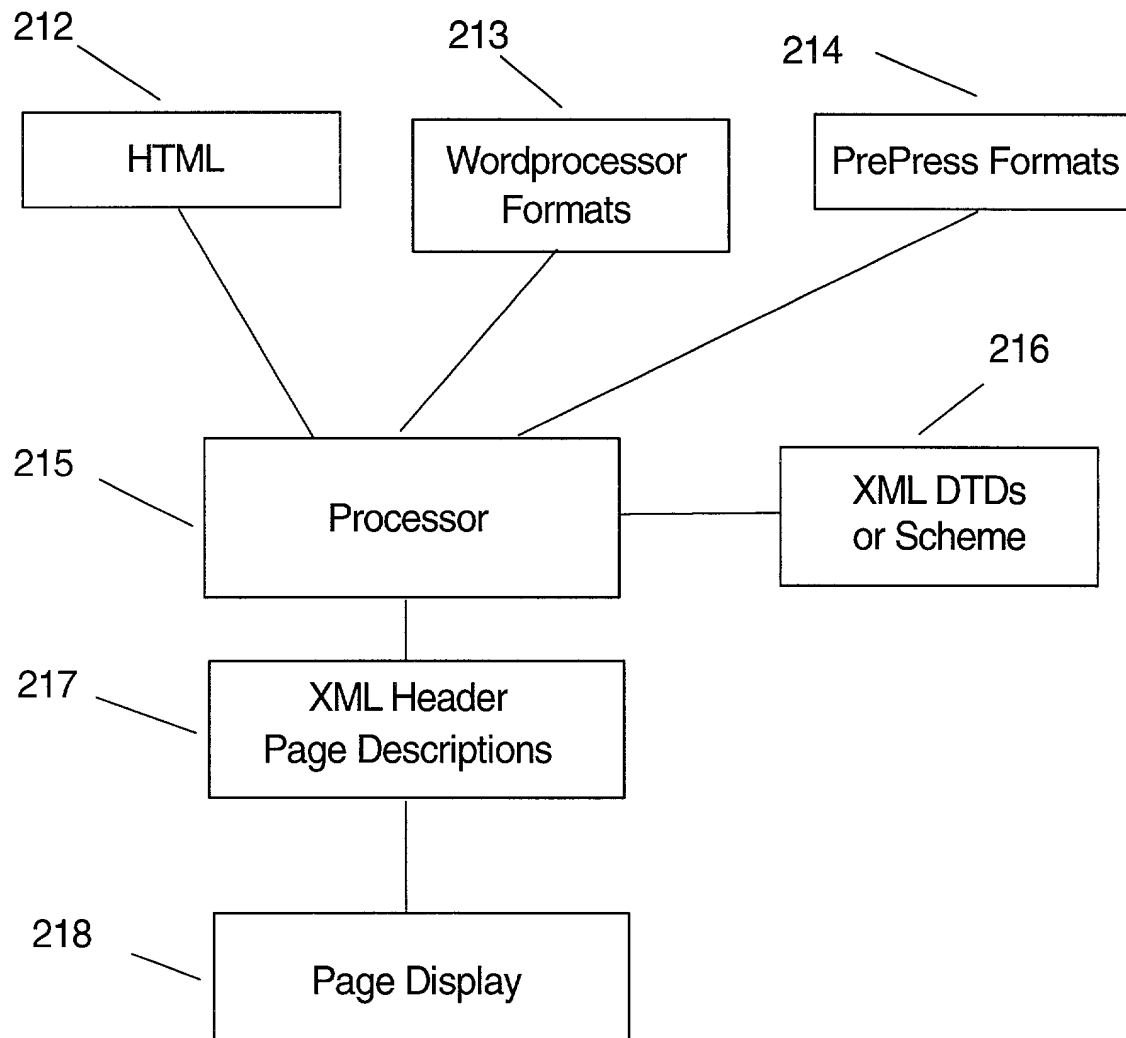 212
213
214
HTML
Wordprocessor
Formats
PrePress Formats
216
215
Processor
XML DTDs
or Scheme
217
XML Header
Page Descriptions
218
Page Display